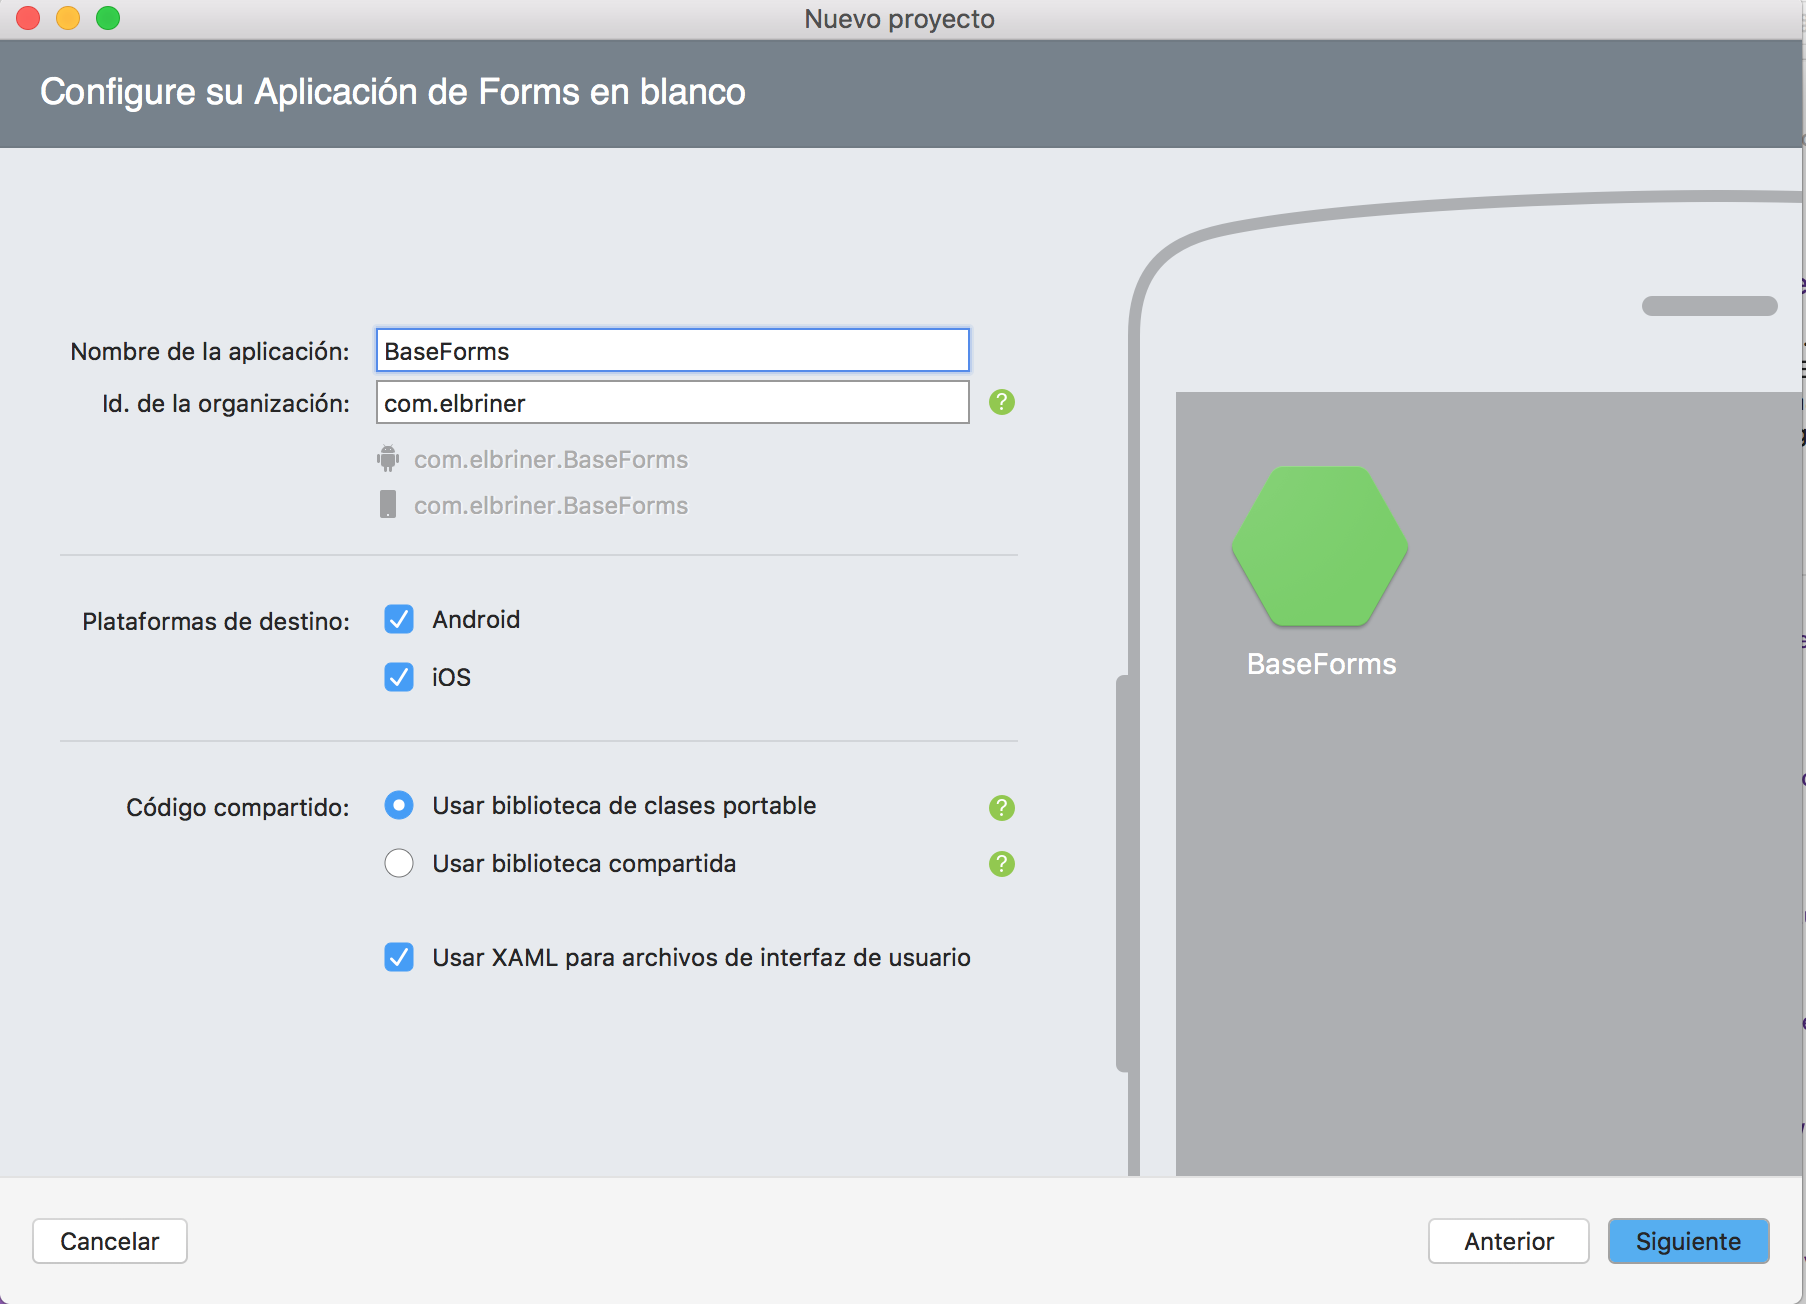 Nuevo proyecto
Configure su Aplicación de Forms en blanco
Nombre de la aplicación: BaseForms
Id. de la organización: com.elbriner ?
com.elbriner.BaseForms
com.elbriner.BaseForms
Plataformas de destino: Android
iOS
BaseForms
Código compartido: Usar biblioteca de clases portable ?
Usar biblioteca compartida ?
Usar XAML para archivos de interfaz de usuario
Cancelar Anterior Siguiente